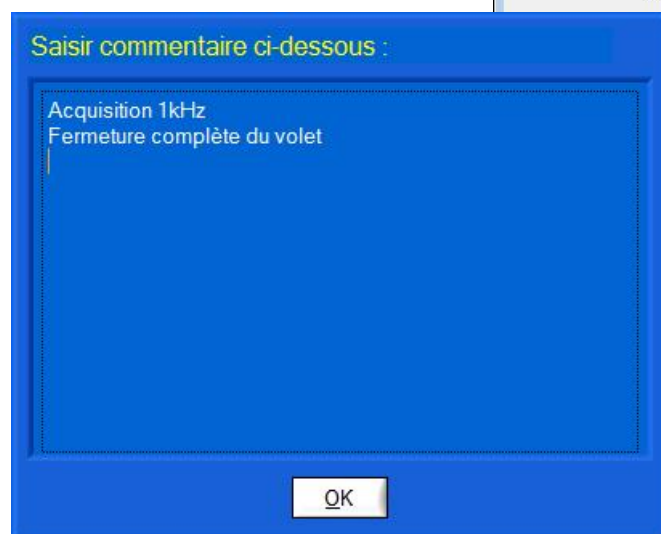 Saisir commentaire ci-dessous :
Acquisition 1kHz
Fermeture complète du volet
OK